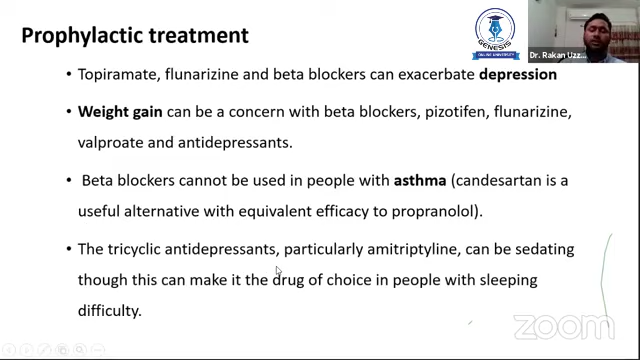 Prophylactic treatment
GENESIS
ONLINE UNIVERSITY
Dr. Rakan Uzz...
• Topiramate, flunarizine and beta blockers can exacerbate depression
• Weight gain can be a concern with beta blockers, pizotifen, flunarizine,
valproate and antidepressants.
• Beta blockers cannot be used in people with asthma (candesartan is a
useful alternative with equivalent efficacy to propranolol).
• The tricyclic antidepressants, particularly amitriptyline, can be sedating
though this can make it the drug of choice in people with sleeping
difficulty.
zoom